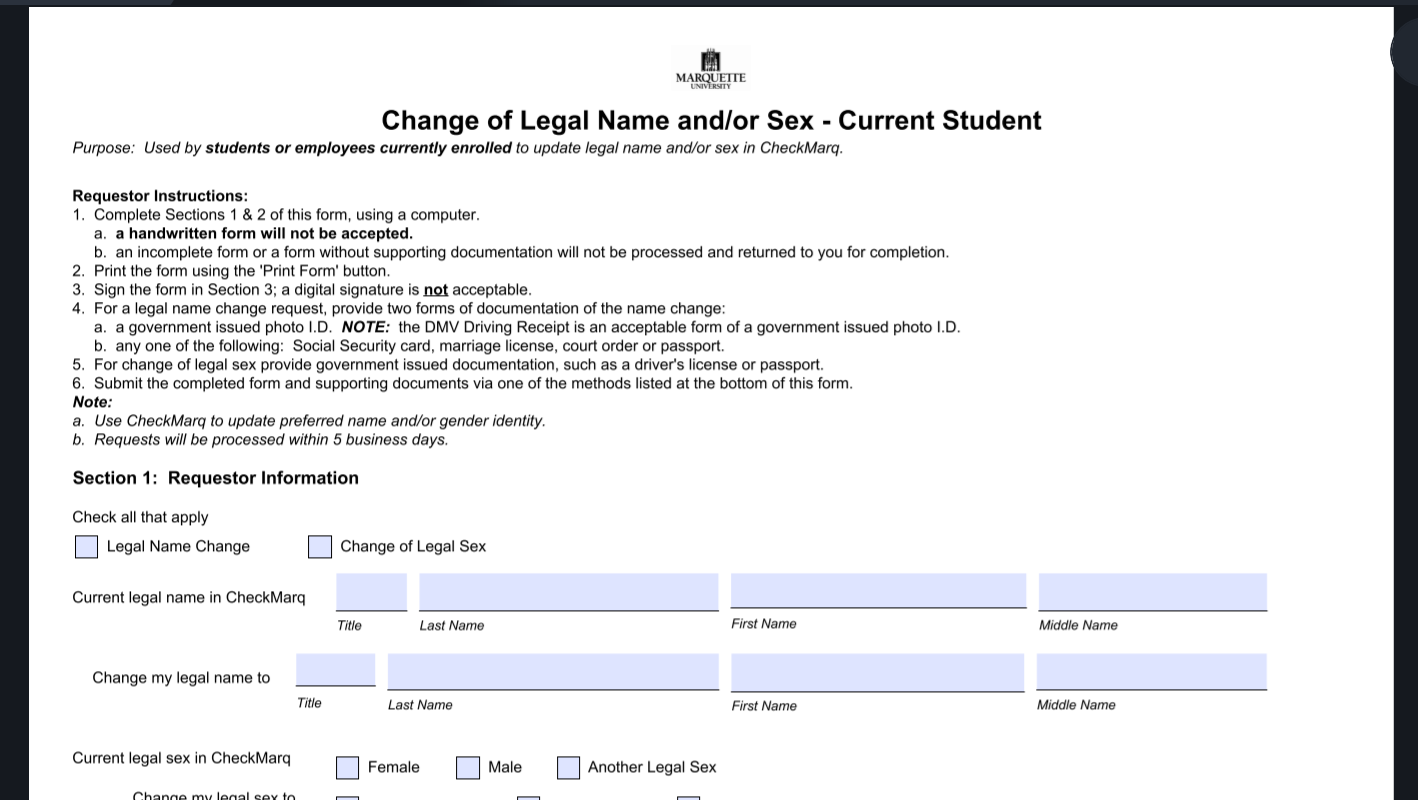 MARQUETTE
UNIVERSITY
Change of Legal Name and/or Sex - Current Student
Purpose: Used by students or employees currently enrolled to update legal name and/or sex in CheckMarq.
Requestor Instructions:
1. Complete Sections 1 & 2 of this form, using a computer.
a. a handwritten form will not be accepted.
b. an incomplete form or a form without supporting documentation will not be processed and returned to you for completion.
2. Print the form using the 'Print Form' button.
3. Sign the form in Section 3; a digital signature is not acceptable.
4. For a legal name change request, provide two forms of documentation of the name change:
a. a government issued photo I.D. NOTE: the DMV Driving Receipt is an acceptable form of a government issued photo I.D.
b. any one of the following: Social Security card, marriage license, court order or passport.
5. For change of legal sex provide government issued documentation, such as a driver's license or passport.
6. Submit the completed form and supporting documents via one of the methods listed at the bottom of this form.
Note:
a. Use CheckMarq to update preferred name and/or gender identity.
b. Requests will be processed within 5 business days.
Section 1: Requestor Information
Check all that apply
Legal Name Change Change of Legal Sex
Current legal name in CheckMarq
Title Last Name First Name Middle Name
Change my legal name to
Title Last Name First Name Middle Name
Current legal sex in CheckMarq Female Male Another Legal Sex
Change my legal sex to